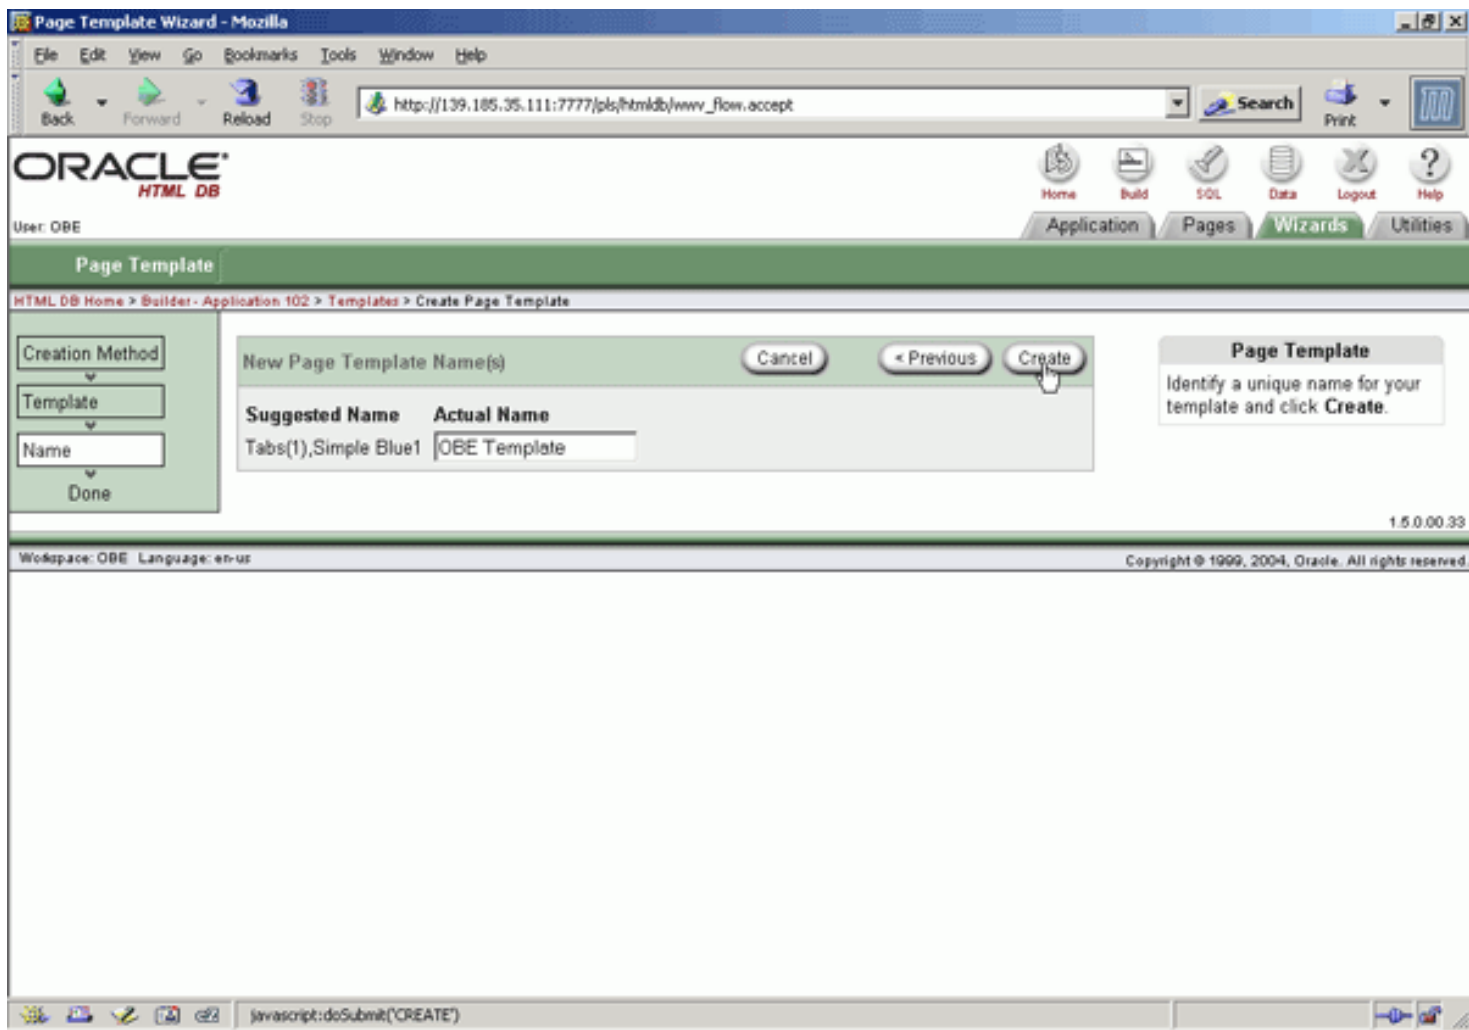 Page Template Wizard - Mozilla
File Edit View Go Bookmarks Tools Window Help
Back Forward Reload Stop http://139.185.35.111:7777/pls/htmldb/wwv_flow.accept Search Print
ORACLE
HTML DB
Home Build SQL Data Logout Help
User: OBE
Application Pages Wizards Utilities
Page Template
HTML DB Home > Builder - Application 102 > Templates > Create Page Template
Creation Method
Template
Name
Done
New Page Template Name(s) Cancel < Previous Create
Suggested Name Actual Name
Tabs(1),Simple Blue1 OBE Template
Page Template
Identify a unique name for your
template and click Create.
1.5.0.00.33
Workspace: OBE Language: en-us Copyright © 1999, 2004, Oracle. All rights reserved.
javascript:doSubmit('CREATE')